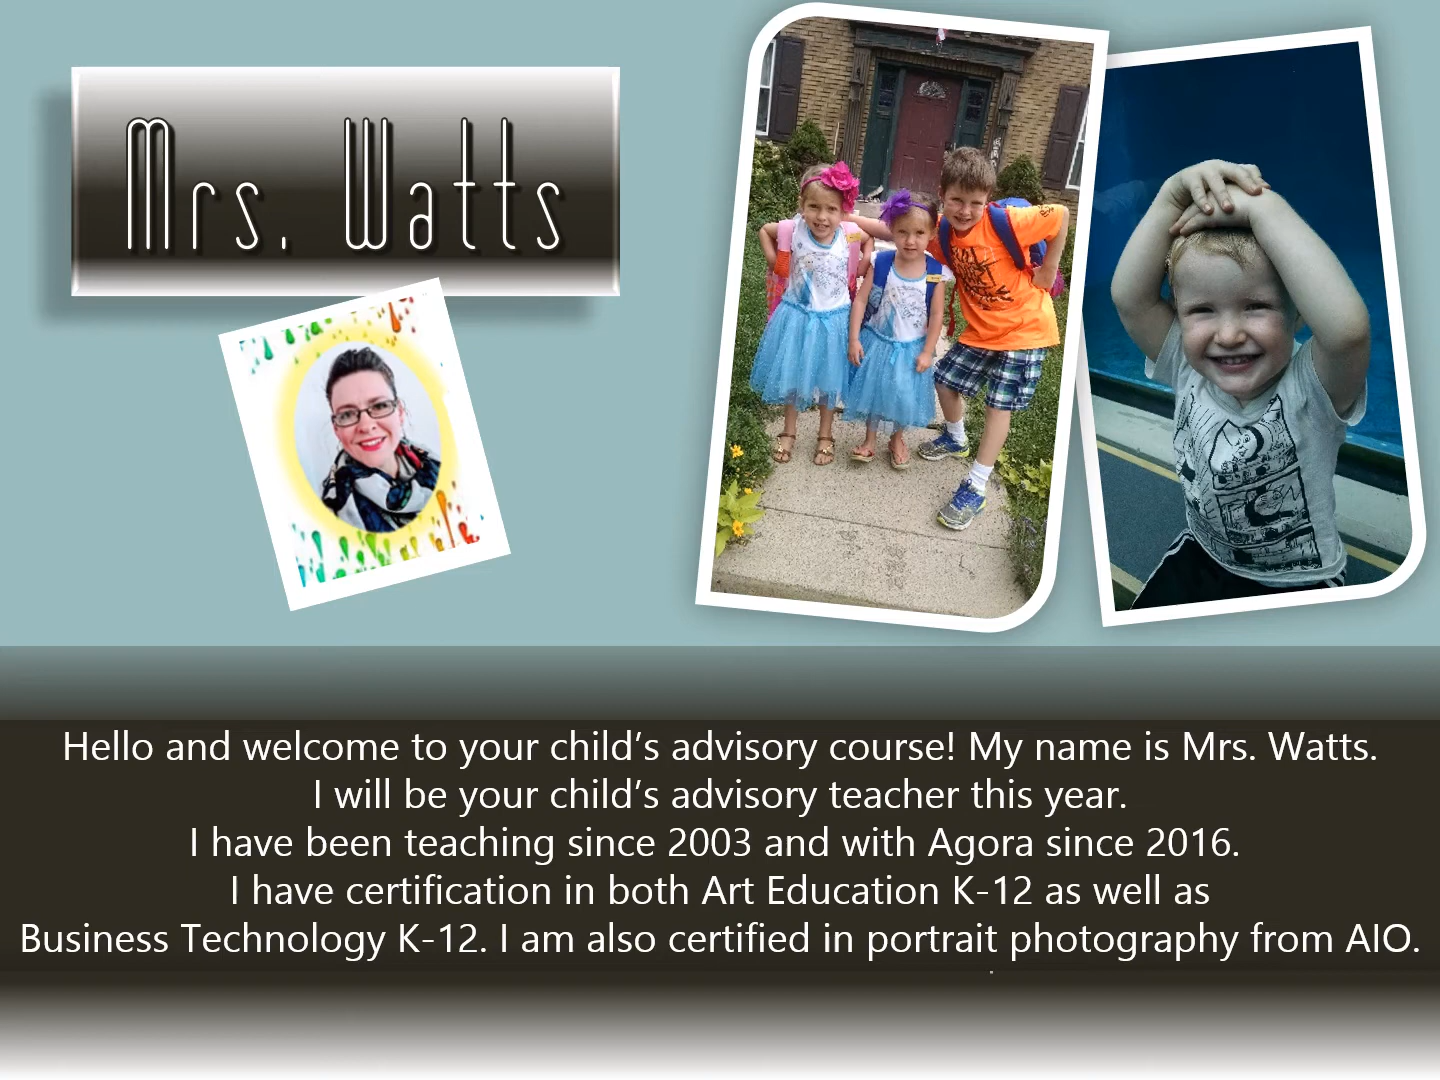 Mrs. Watts
Hello and welcome to your child’s advisory course! My name is Mrs. Watts.
I will be your child’s advisory teacher this year.
I have been teaching since 2003 and with Agora since 2016.
I have certification in both Art Education K-12 as well as
Business Technology K-12. I am also certified in portrait photography from AIO.